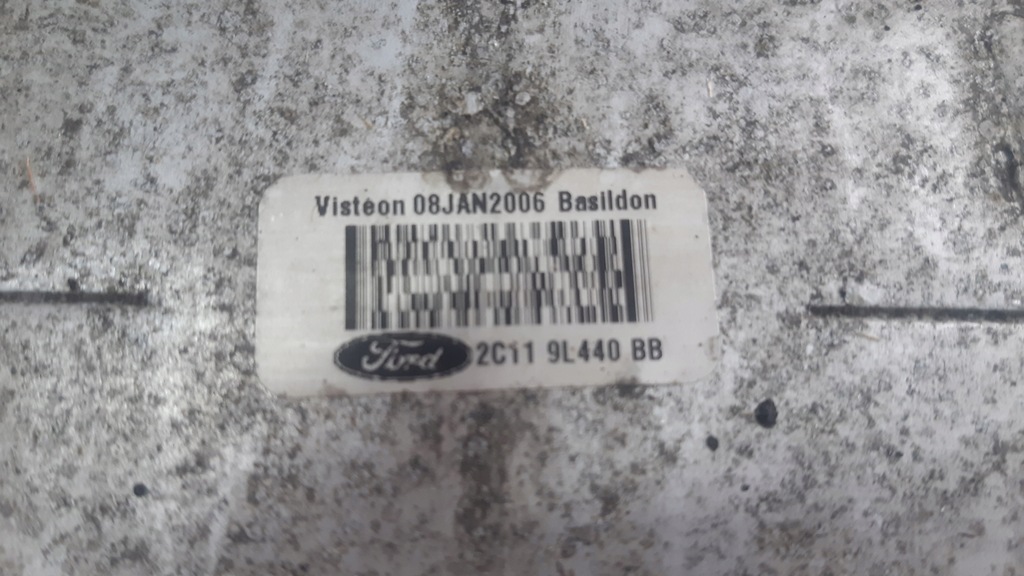 Visteon 08JAN2006 Basildon
Ford 2C11 9L440 BB